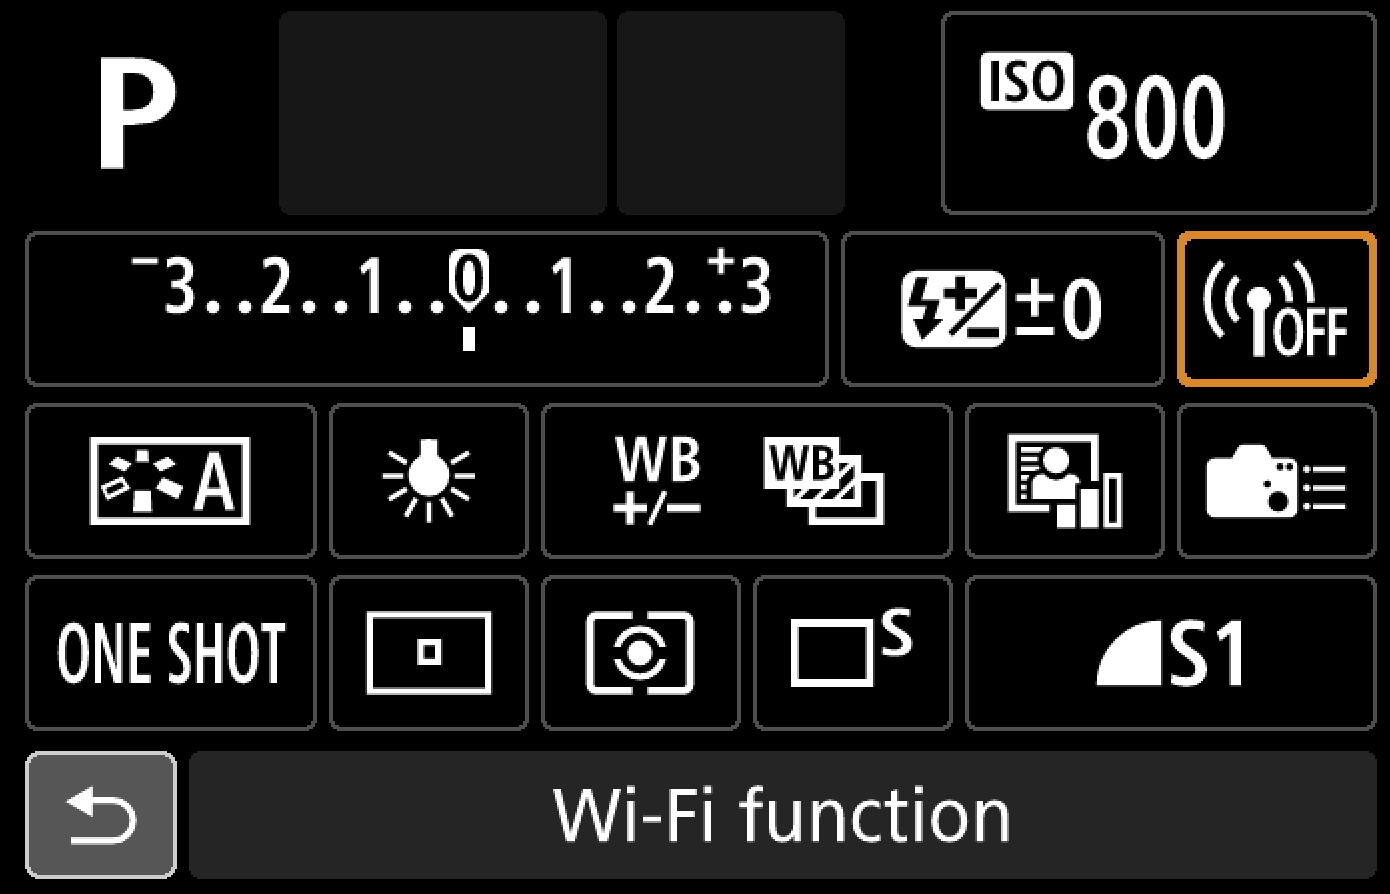 P ISO 800
-3..2..1..0..1..2..+3 ±0 OFF
A WB +/- WB
ONE SHOT S S1
Wi-Fi function